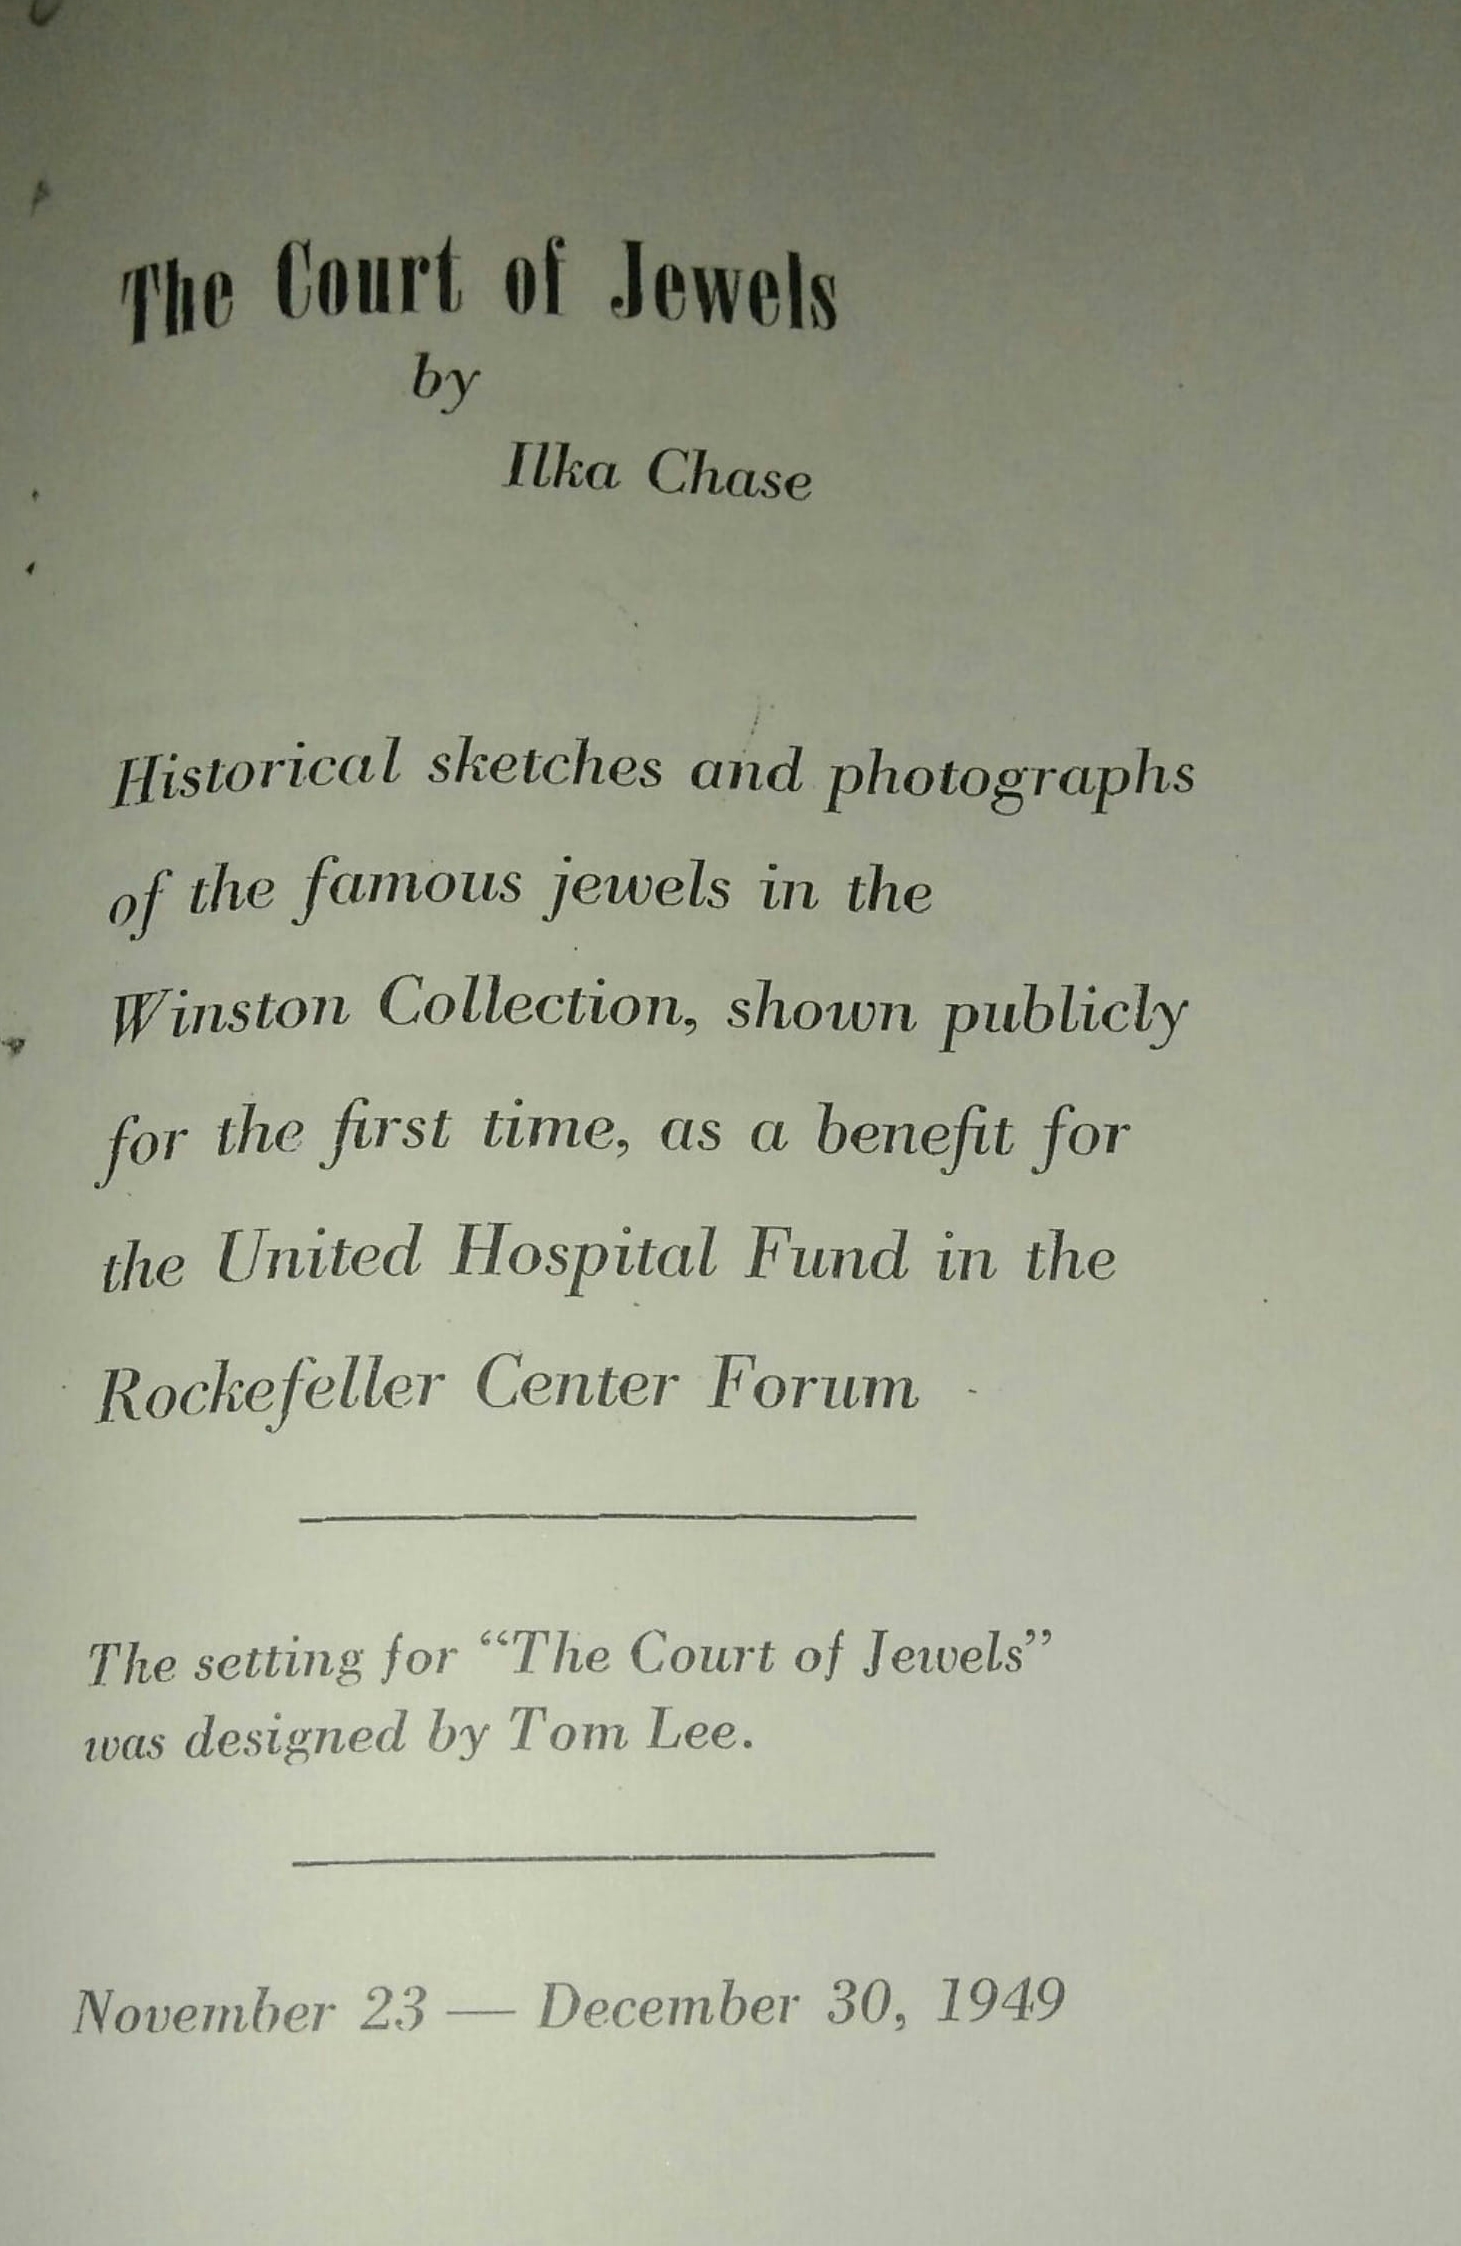 The Court of Jewels
by
Ilka Chase
Historical sketches and photographs
of the famous jewels in the
Winston Collection, shown publicly
for the first time, as a benefit for
the United Hospital Fund in the
Rockefeller Center Forum
The setting for “The Court of Jewels”
was designed by Tom Lee.
November 23 — December 30, 1949